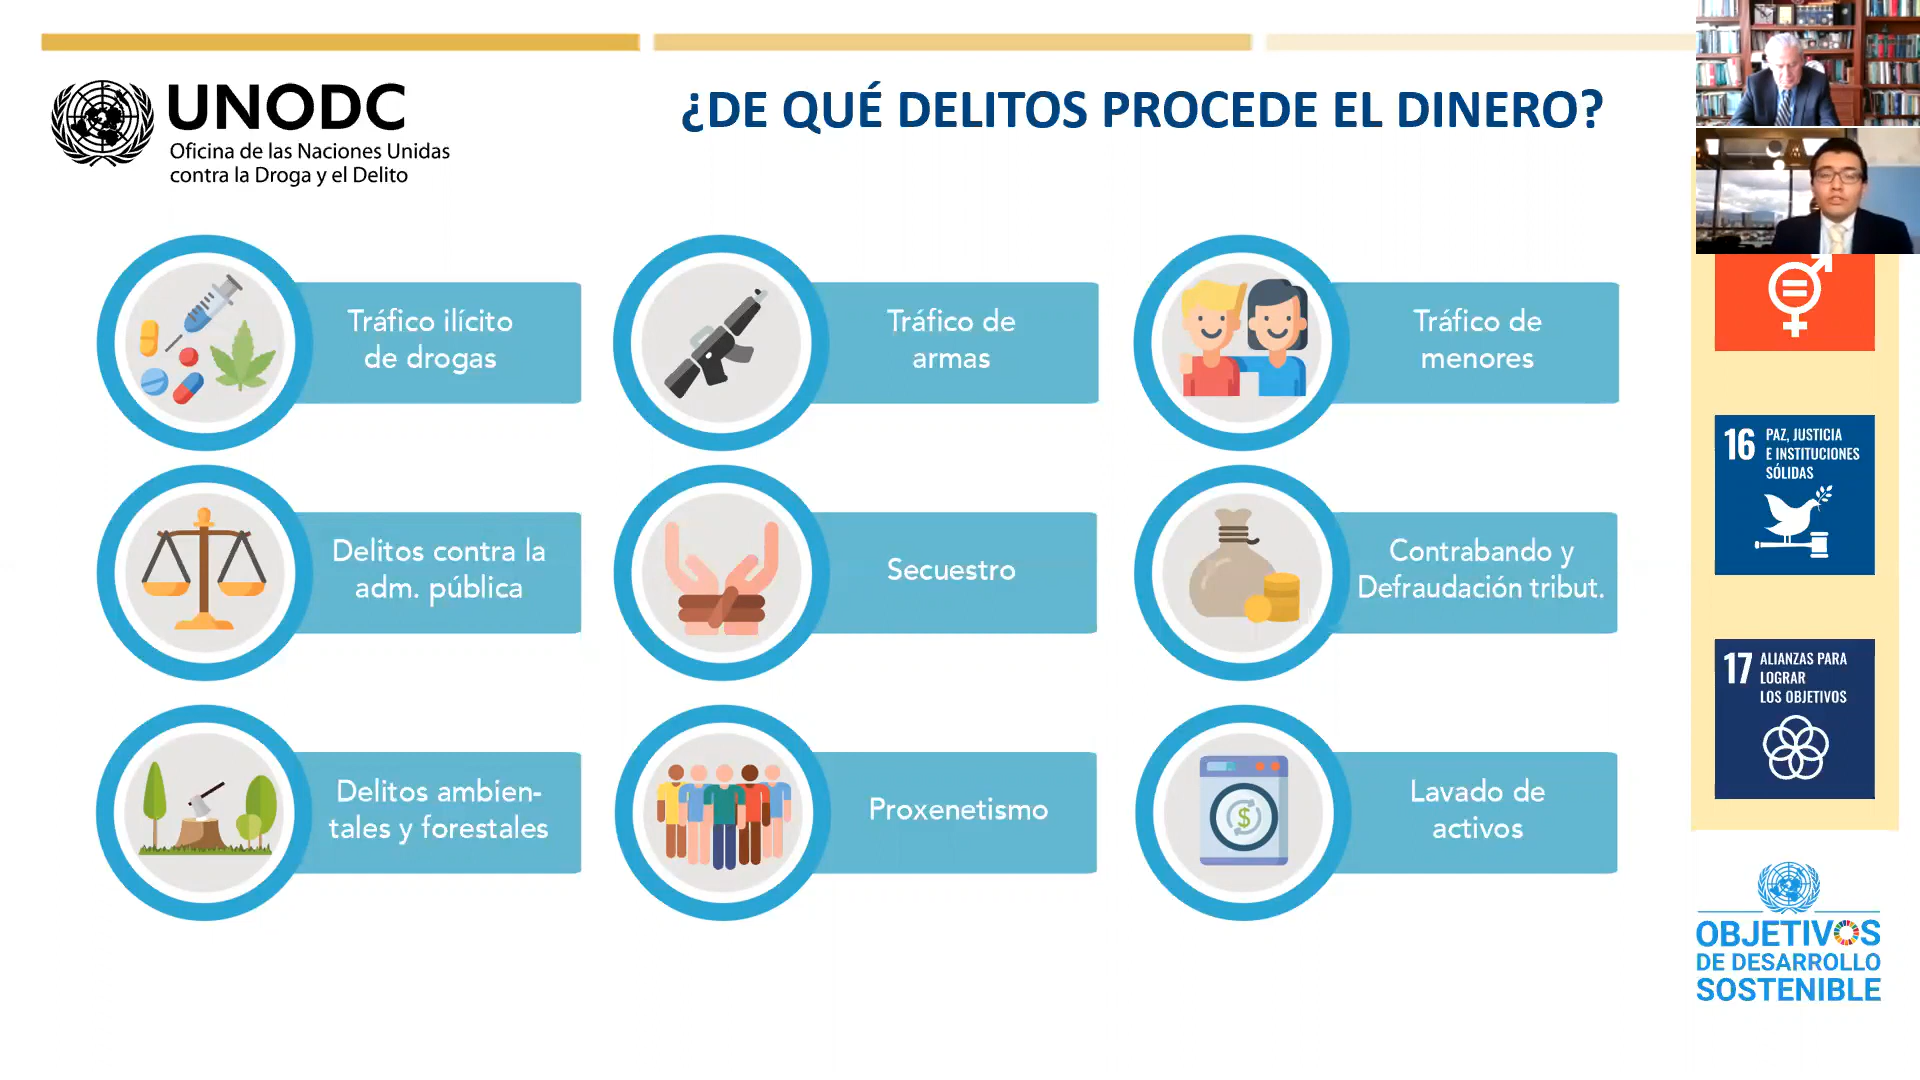 UNODC
Oficina de las Naciones Unidas
contra la Droga y el Delito
¿DE QUÉ DELITOS PROCEDE EL DINERO?
Tráfico ilícito
de drogas
Tráfico de
armas
Tráfico de
menores
Delitos contra la
adm. pública
Secuestro
Contrabando y
Defraudación tribut.
Delitos ambien-
tales y forestales
Proxenetismo
Lavado de
activos
$
16 PAZ, JUSTICIA
E INSTITUCIONES
SÓLIDAS
17 ALIANZAS PARA
LOGRAR
LOS OBJETIVOS
OBJETIVOS
DE DESARROLLO
SOSTENIBLE